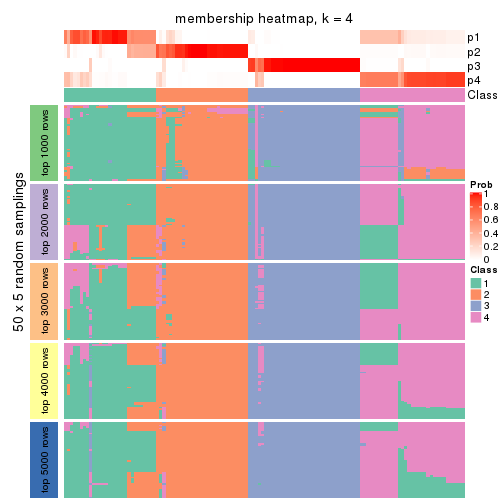 membership heatmap, k = 4
p1
p2
p3
p4
Class
50 x 5 random samplings
top 1000 rows
top 2000 rows
top 3000 rows
top 4000 rows
top 5000 rows
Prob
1
0.8
0.6
0.4
0.2
0
Class
1
2
3
4